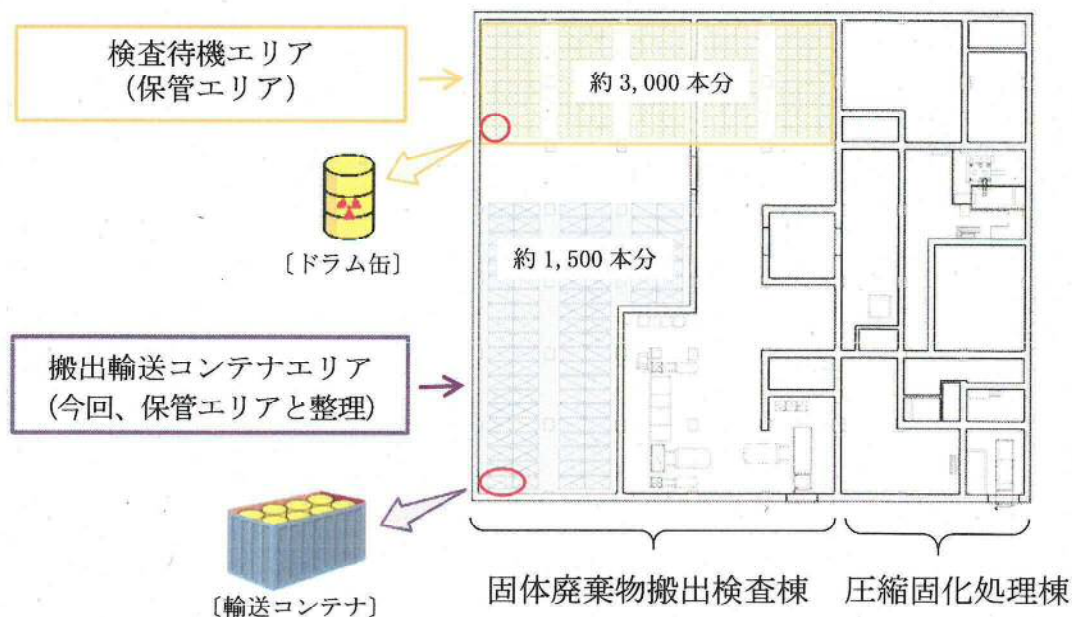 検査待機エリア
(保管エリア)
約 3,000 本分
〔ドラム缶〕
約 1,500 本分
搬出輸送コンテナエリア
(今回、保管エリアと整理)
〔輸送コンテナ〕
固体廃棄物搬出検査棟
圧縮固化処理棟